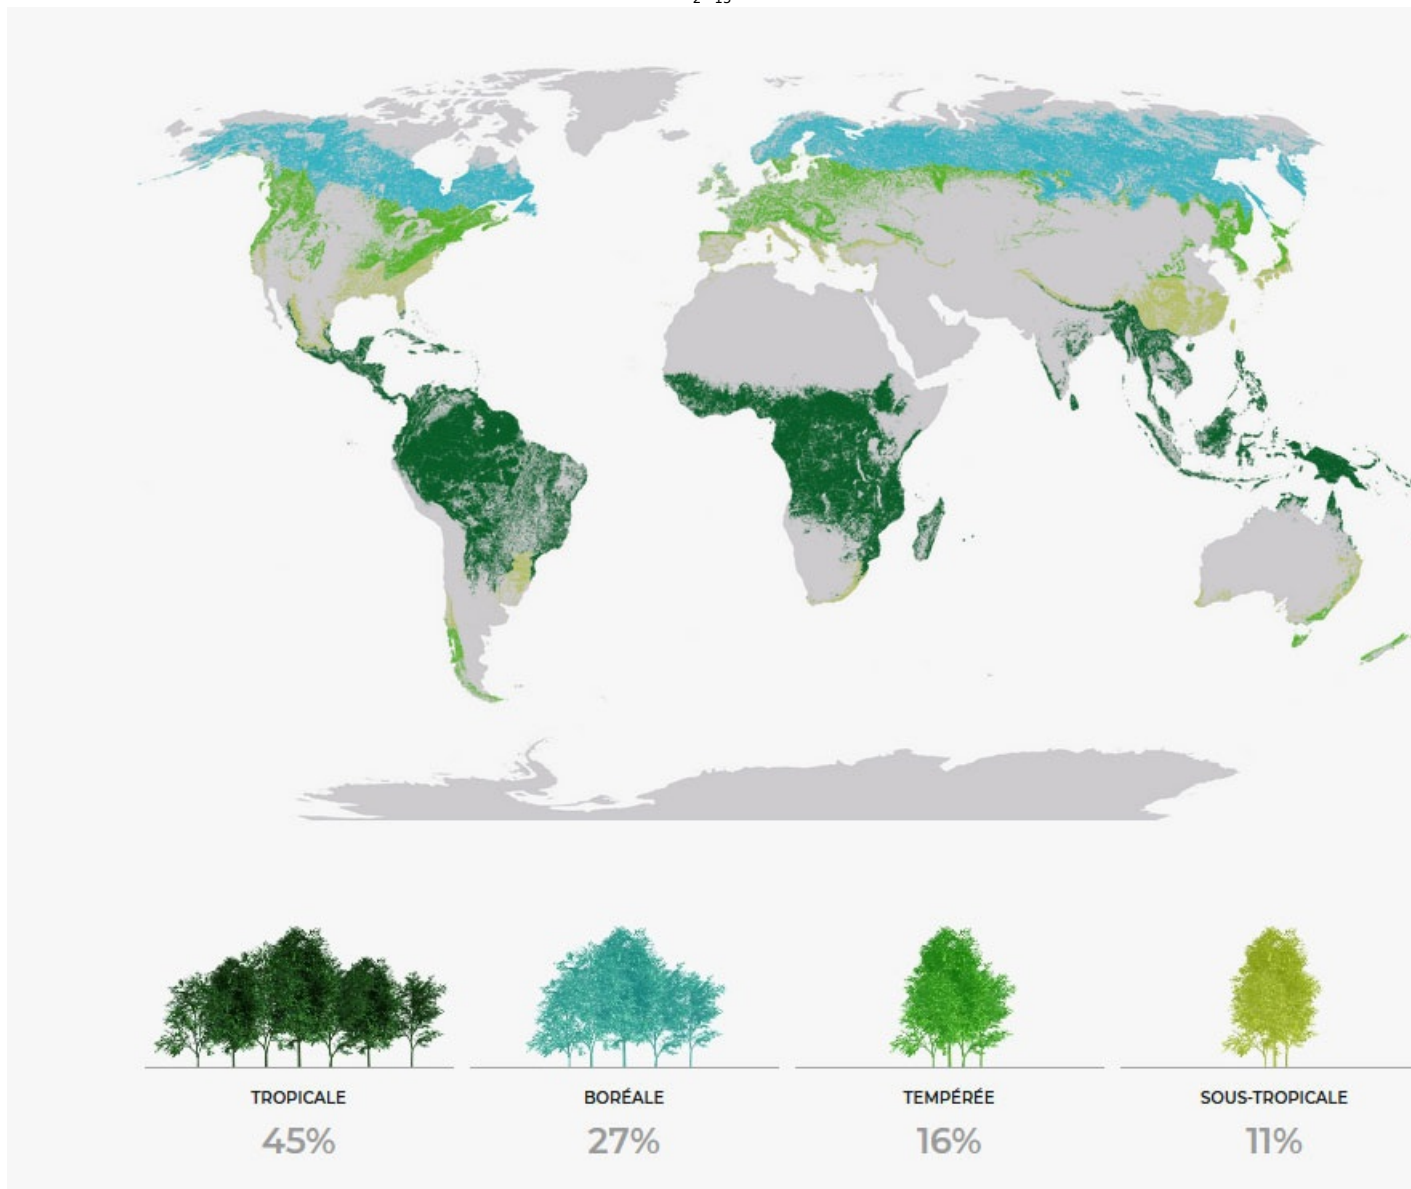 TROPICALE
45%
BORÉALE
27%
TEMPÉRÉE
16%
SOUS-TROPICALE
11%